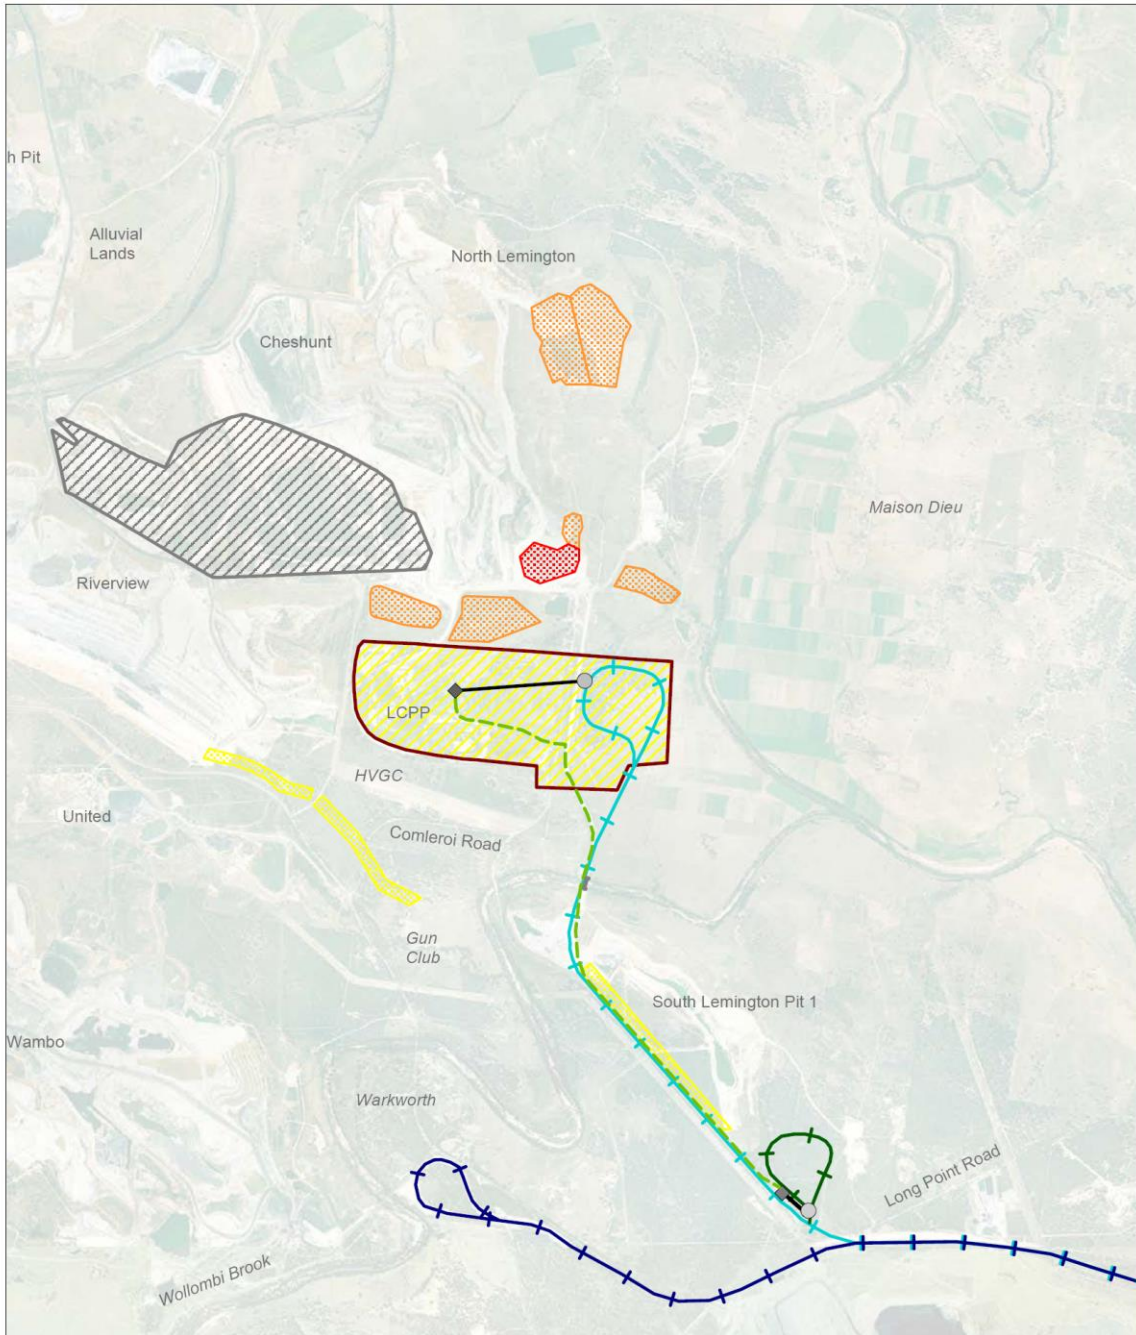 h Pit
Alluvial
Lands
North Lemington
Cheshunt
Maison Dieu
Riverview
LCPP
HVGC
United
Comleroi Road
Gun
Club
South Lemington Pit 1
Wambo
Warkworth
Long Point Road
Wollombi Brook